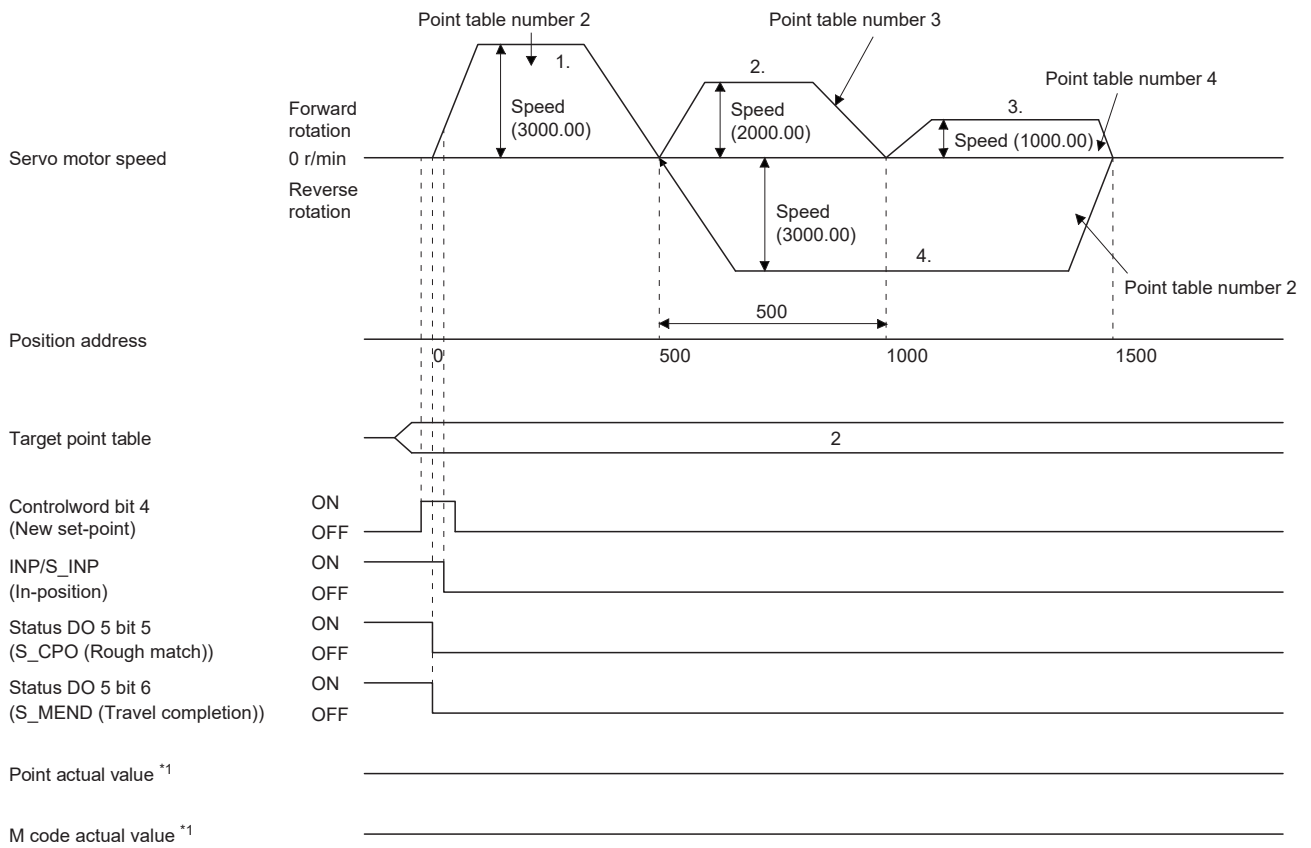 Point table number 2
Point table number 3
1.
2.
Point table number 4
3.
Forward
rotation
Speed
(3000.00)
Speed
(2000.00)
Speed (1000.00)
Servo motor speed
0 r/min
Reverse
rotation
Speed
(3000.00)
4.
Point table number 2
500
Position address
0
500
1000
1500
Target point table
2
Controlword bit 4
(New set-point)
ON
OFF
INP/S_INP
(In-position)
ON
OFF
Status DO 5 bit 5
(S_CPO (Rough match))
ON
OFF
Status DO 5 bit 6
(S_MEND (Travel completion))
ON
OFF
Point actual value *1
M code actual value *1